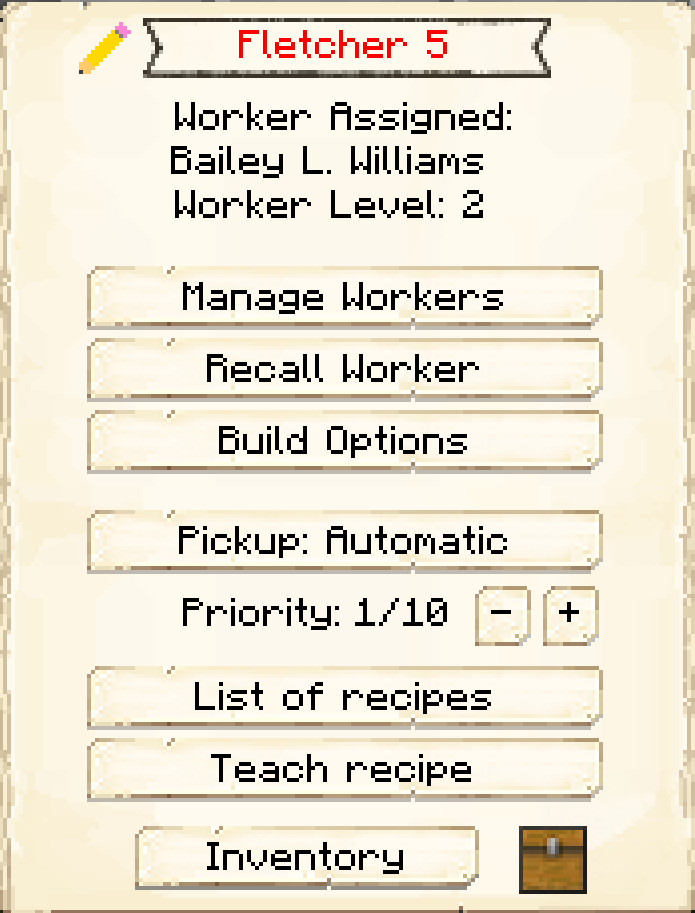 Fletcher 5
Worker Assigned:
Bailey L. Williams
Worker Level: 2
Manage Workers
Recall Worker
Build Options
Pickup: Automatic
Priority: 1/10 - +
List of recipes
Teach recipe
Inventory